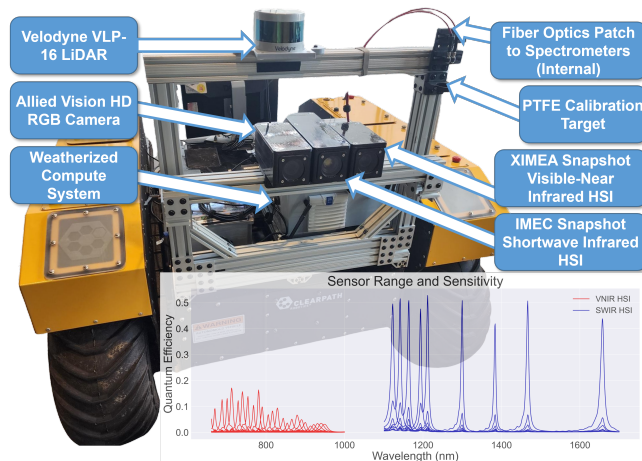 Velodyne VLP-
16 LiDAR
Allied Vision HD
RGB Camera
Weatherized
Compute
System
Fiber Optics Patch
to Spectrometers
(Internal)
PTFE Calibration
Target
XIMEA Snapshot
Visible-Near
Infrared HSI
IMEC Snapshot
Shortwave Infrared
HSI
Velodyne
CLEARPATH
WARNING
Sensor Range and Sensitivity
VNIR HSI
SWIR HSI
Quantum Efficiency
0.5
0.4
0.3
0.2
0.1
0.0
800
1000
1200
1400
1600
Wavelength (nm)